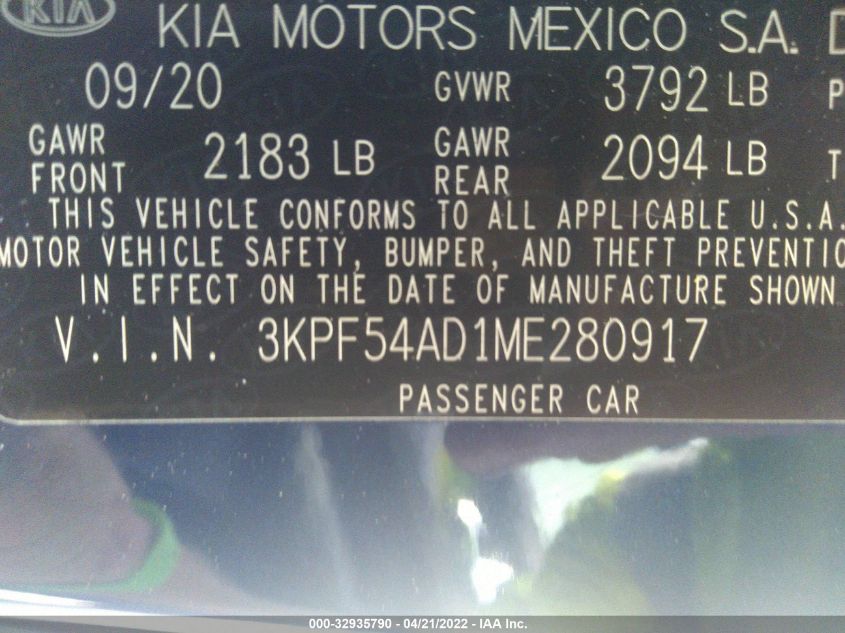 KIA
KIA MOTORS MEXICO S.A.
09/20 GVWR 3792 LB P
GAWR FRONT 2183 LB GAWR REAR 2094 LB T
THIS VEHICLE CONFORMS TO ALL APPLICABLE U.S.A.
MOTOR VEHICLE SAFETY, BUMPER, AND THEFT PREVENTIO
IN EFFECT ON THE DATE OF MANUFACTURE SHOWN
V.I.N. 3KPF54AD1ME280917
PASSENGER CAR
000-32935790 - 04/21/2022 - IAA Inc.